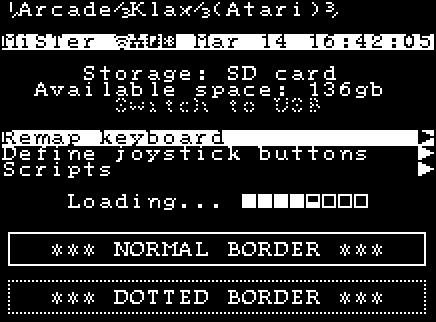 \Arcade/Klax/(Atari)
MiSTer Mar 14 16:42:05
Storage: SD card
Available space: 136gb
Switch to USB
Remap keyboard
Define joystick buttons
Scripts
Loading...
*** NORMAL BORDER ***
*** DOTTED BORDER ***